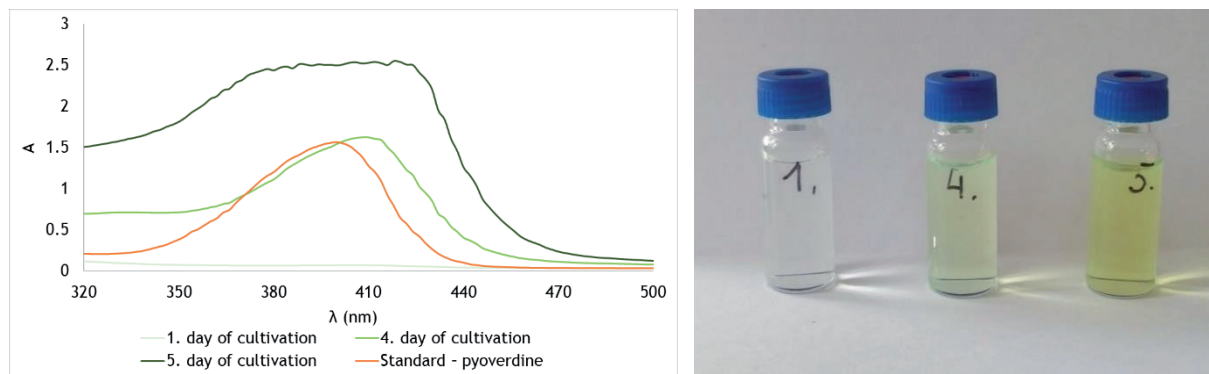 3
2.5
2
1.5
1
0.5
0
A
320 350 380 410 440 470 500
λ (nm)
1. day of cultivation 4. day of cultivation
5. day of cultivation Standard - pyoverdine
1. 4. 5.